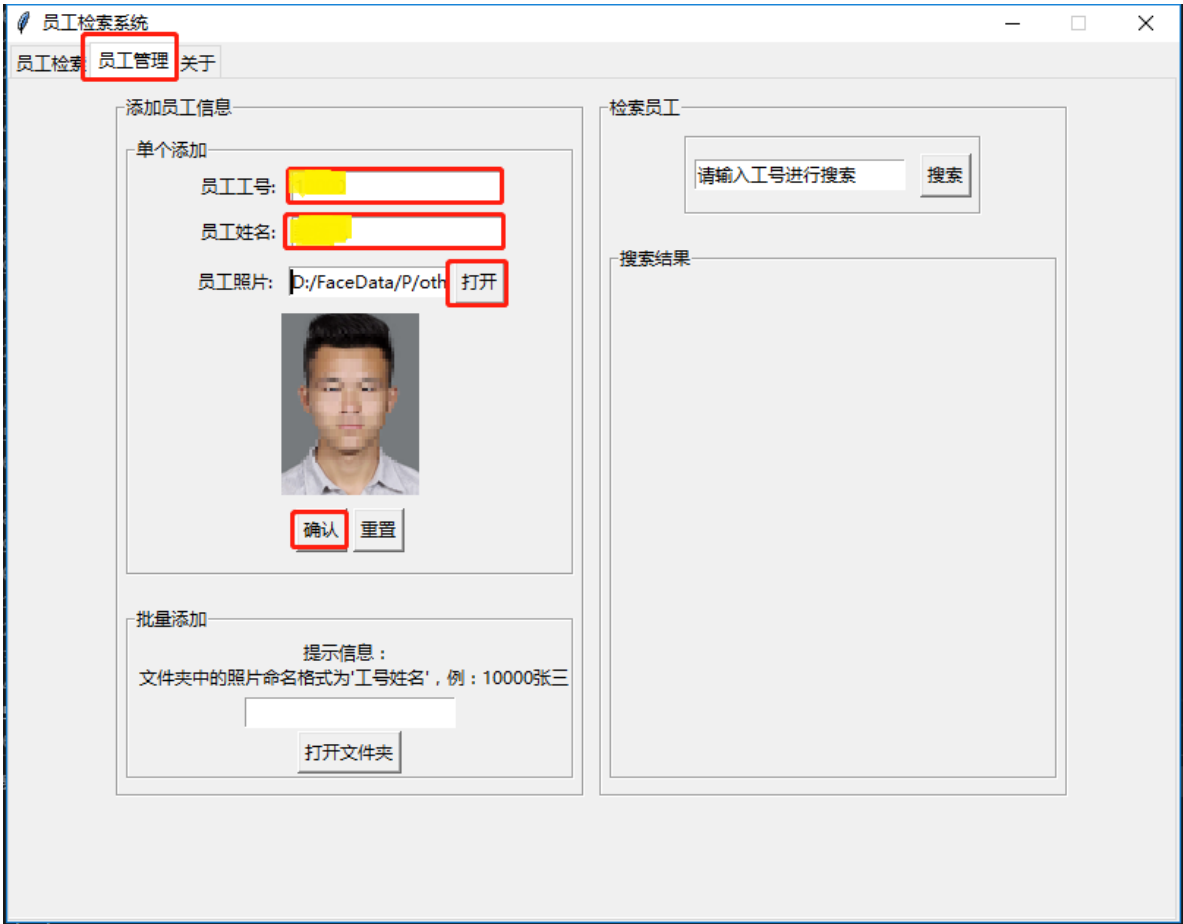 员工检索系统
员工检索 员工管理 关于
添加员工信息
单个添加
员工工号:
员工姓名:
员工照片: D:/FaceData/P/oth 打开
确认 重置
批量添加
提示信息：
文件夹中的照片命名格式为'工号姓名'，例：10000张三
打开文件夹
检索员工
请输入工号进行搜索 搜索
搜索结果